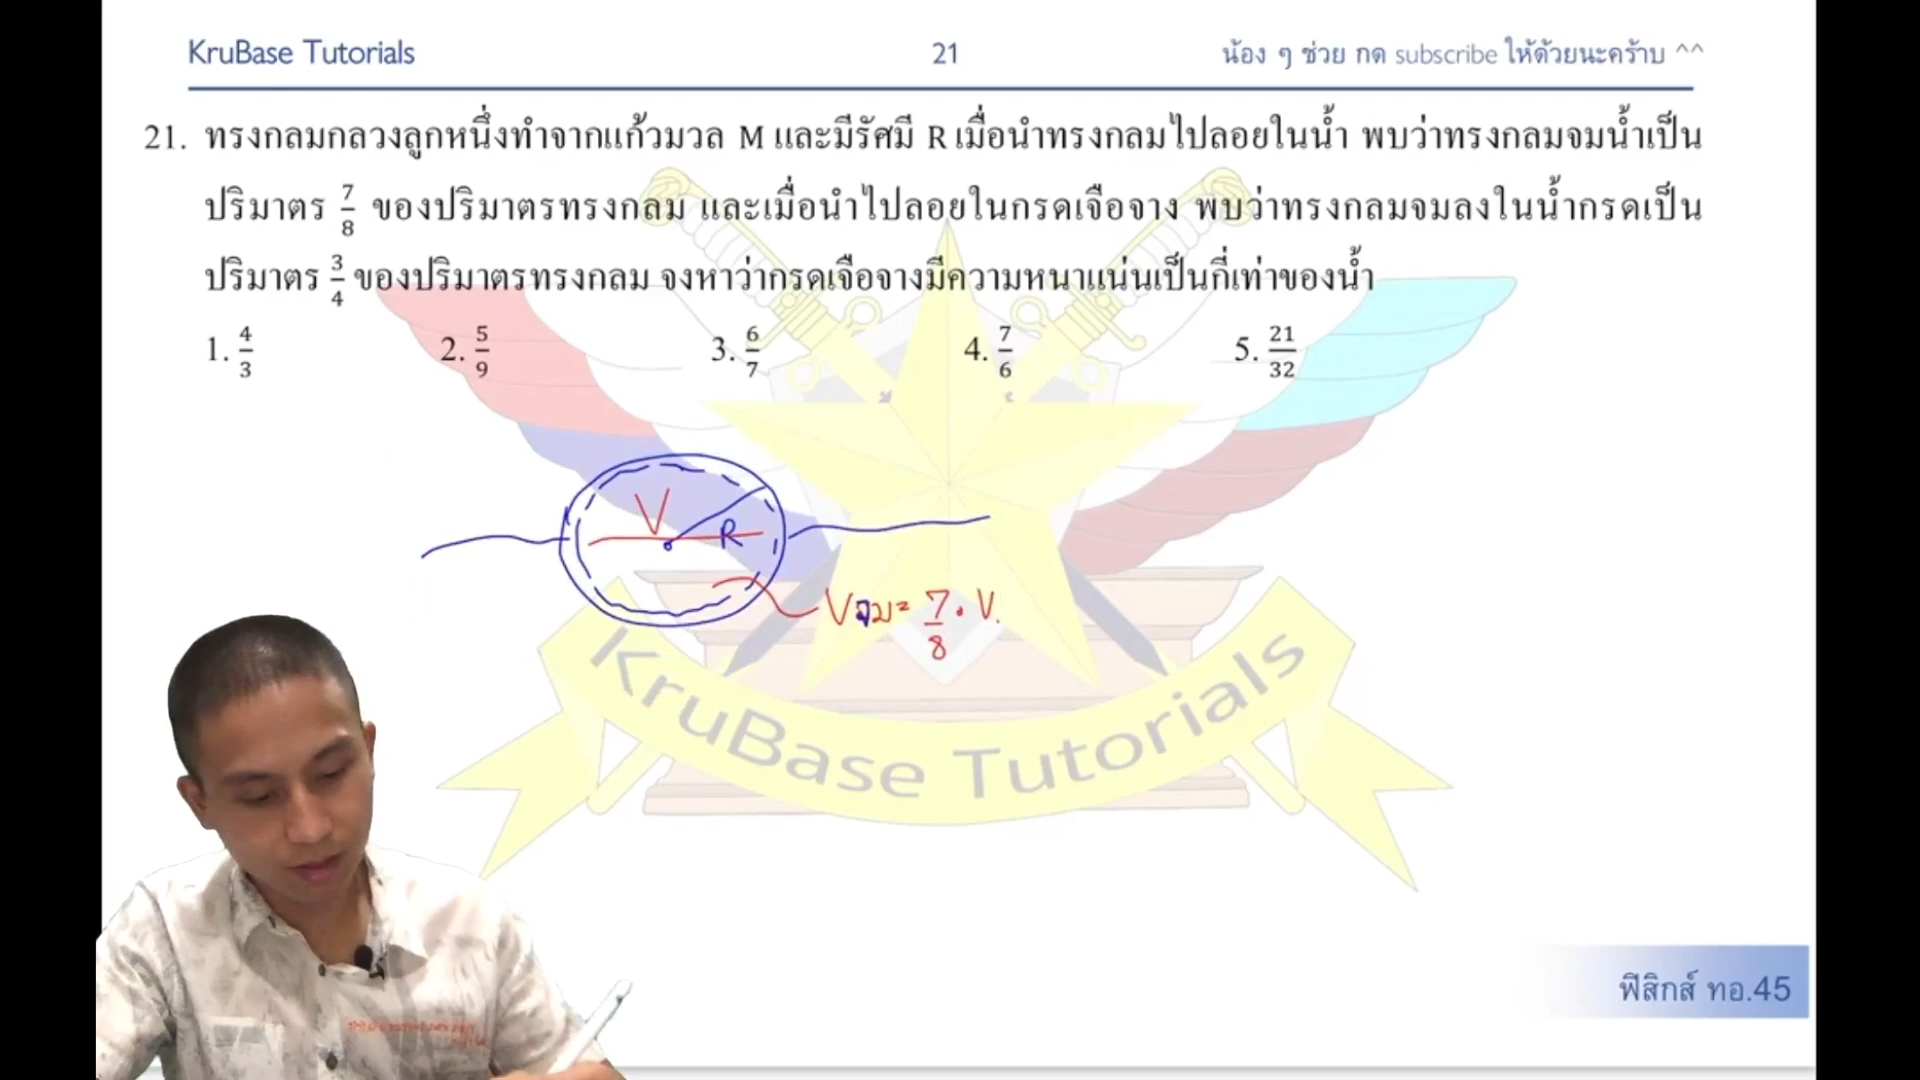 KruBase Tutorials 21 น้อง ๆ ช่วย กด subscribe ให้ด้วยนะคร้าบ ^^
21. ทรงกลมกลวงลูกหนึ่งทำจากแก้วมวล M และมีรัศมี R เมื่อนำทรงกลมไปลอยในน้ำ พบว่าทรงกลมจมน้ำเป็น
ปริมาตร 7/8 ของปริมาตรทรงกลม และเมื่อนำไปลอยในกรดเจือจาง พบว่าทรงกลมจมลงในน้ำกรดเป็น
ปริมาตร 3/4 ของปริมาตรทรงกลม จงหาว่ากรดเจือจางมีความหนาแน่นเป็นกี่เท่าของน้ำ
1. 4/3 2. 5/9 3. 6/7 4. 7/6 5. 21/32
V
R
Vจม = 7/8 . V.
KruBase Tutorials
ฟิสิกส์ ทอ.45